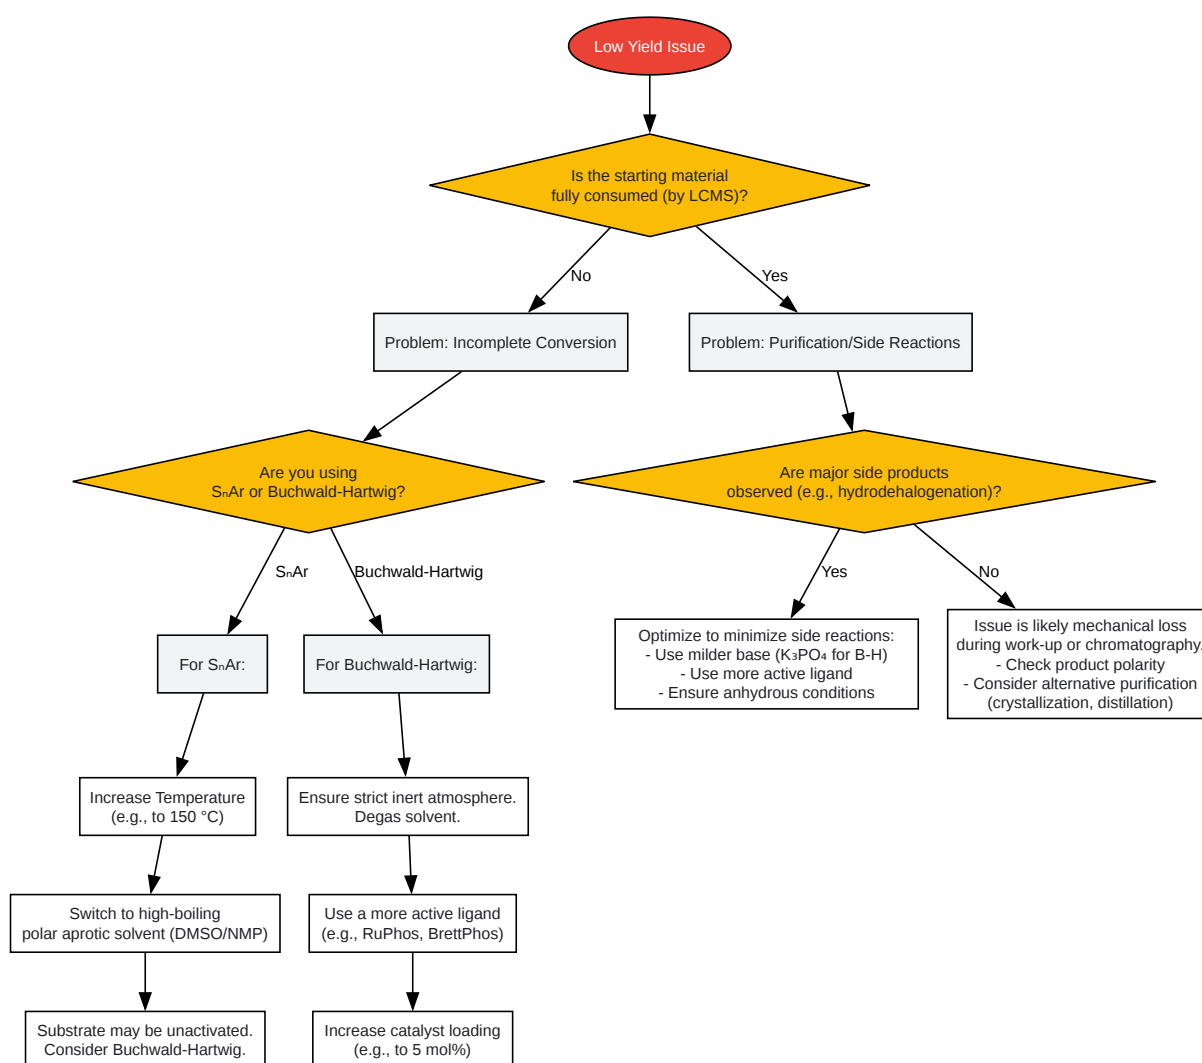 Low Yield Issue
Is the starting material
fully consumed (by LCMS)?
No
Yes
Problem: Incomplete Conversion
Problem: Purification/Side Reactions
Are you using
SₙAr or Buchwald-Hartwig?
Are major side products
observed (e.g., hydrodehalogenation)?
SₙAr
Buchwald-Hartwig
Yes
No
For SₙAr:
For Buchwald-Hartwig:
Optimize to minimize side reactions:
- Use milder base (K₃PO₄ for B-H)
- Use more active ligand
- Ensure anhydrous conditions
Issue is likely mechanical loss
during work-up or chromatography.
- Check product polarity
- Consider alternative purification
(crystallization, distillation)
Increase Temperature
(e.g., to 150 °C)
Ensure strict inert atmosphere.
Degas solvent.
Switch to high-boiling
polar aprotic solvent (DMSO/NMP)
Use a more active ligand
(e.g., RuPhos, BrettPhos)
Substrate may be unactivated.
Consider Buchwald-Hartwig.
Increase catalyst loading
(e.g., to 5 mol%)